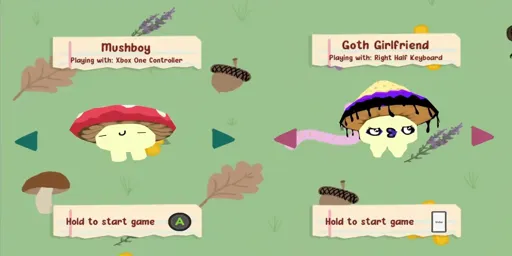 Mushboy
Playing with: Xbox One Controller
Hold to start game
A
Goth Girlfriend
Playing with: Right Half Keyboard
Hold to start game